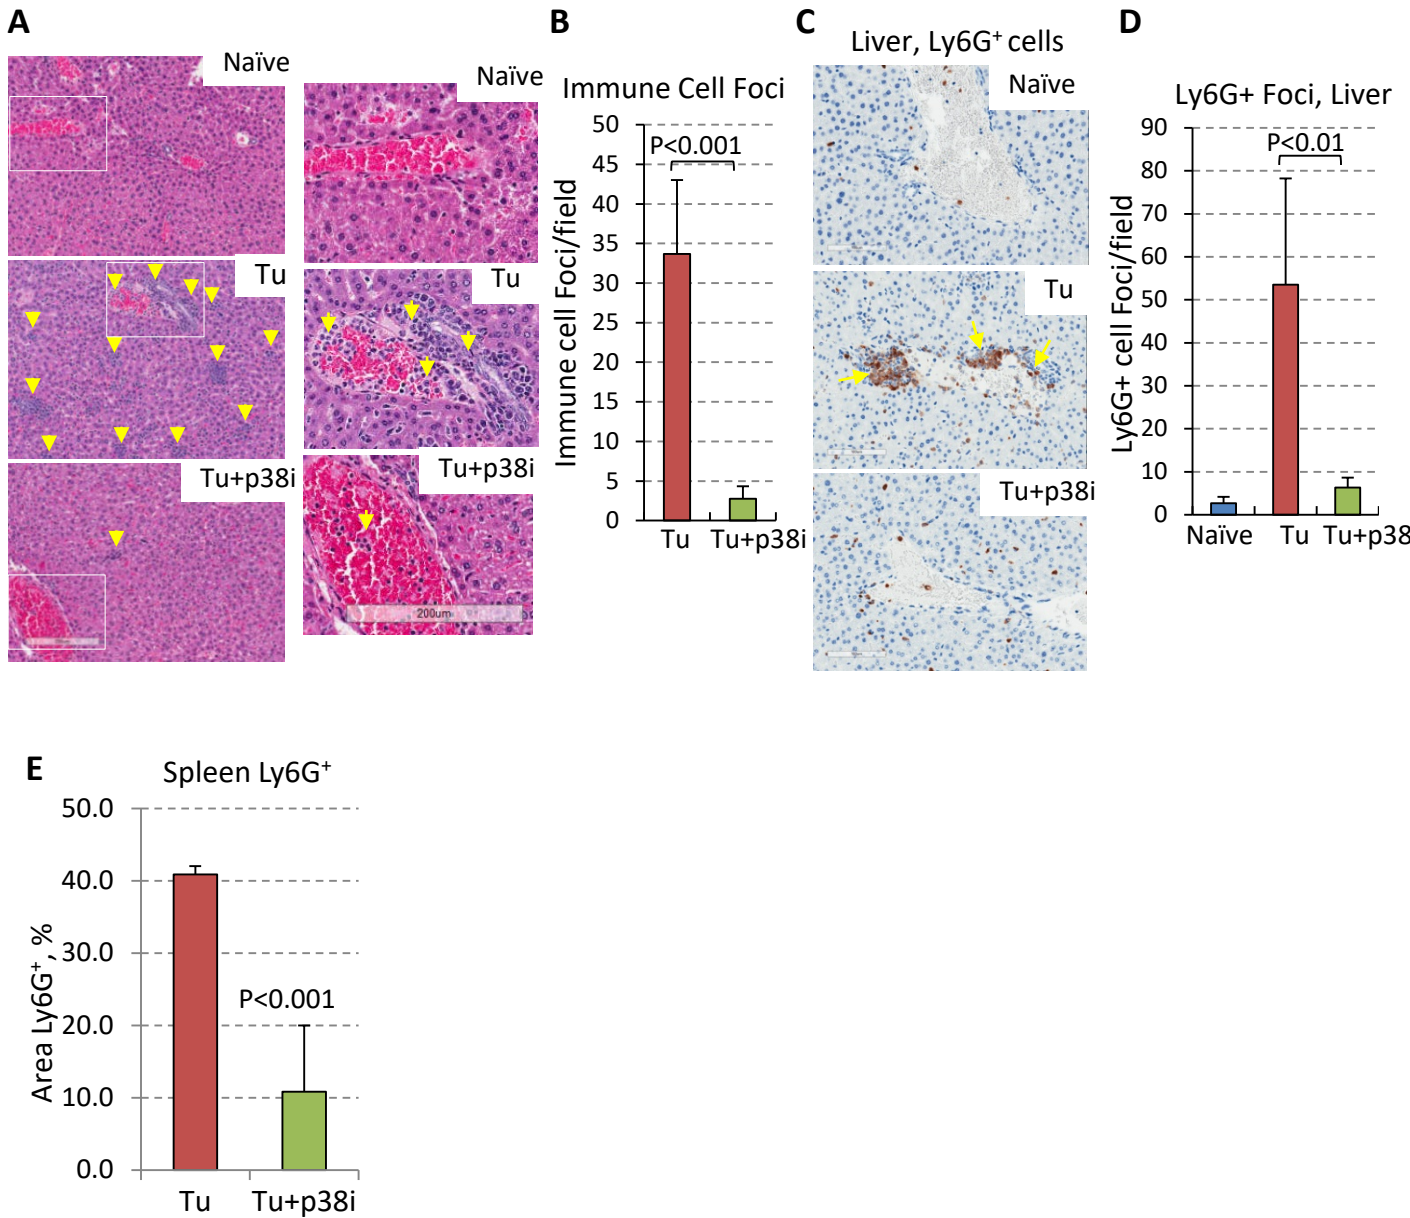 A
Naïve
Tu
Tu+p38i
Naïve
Tu
Tu+p38i
200um
B
Immune Cell Foci
Immune cell Foci/field
50
45
40
35
30
25
20
15
10
5
0
P<0.001
Tu
Tu+p38i
C
Liver, Ly6G⁺ cells
Naïve
Tu
Tu+p38i
D
Ly6G+ Foci, Liver
Ly6G+ cell Foci/field
90
80
70
60
50
40
30
20
10
0
P<0.01
Naïve
Tu
Tu+p38
E
Spleen Ly6G⁺
Area Ly6G⁺, %
50.0
40.0
30.0
20.0
10.0
0.0
P<0.001
Tu
Tu+p38i